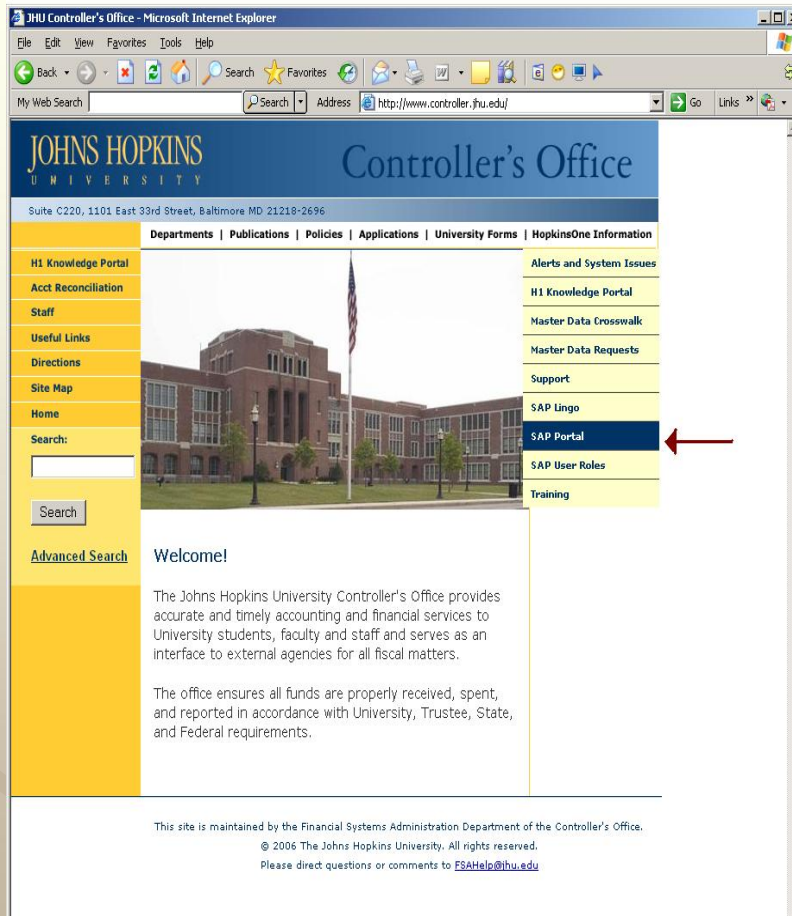 JHU Controller's Office - Microsoft Internet Explorer
File Edit View Favorites Tools Help
Back Search Favorites
My Web Search Search Address http://www.controller.jhu.edu/ Go Links »
JOHNS HOPKINS
UNIVERSITY
Controller's Office
Suite C220, 1101 East 33rd Street, Baltimore MD 21218-2696
Departments | Publications | Policies | Applications | University Forms | HopkinsOne Information
H1 Knowledge Portal
Acct Reconciliation
Staff
Useful Links
Directions
Site Map
Home
Search:
Search
Advanced Search
Alerts and System Issues
H1 Knowledge Portal
Master Data Crosswalk
Master Data Requests
Support
SAP Lingo
SAP Portal
SAP User Roles
Training
Welcome!
The Johns Hopkins University Controller's Office provides
accurate and timely accounting and financial services to
University students, faculty and staff and serves as an
interface to external agencies for all fiscal matters.
The office ensures all funds are properly received, spent,
and reported in accordance with University, Trustee, State,
and Federal requirements.
This site is maintained by the Financial Systems Administration Department of the Controller's Office.
© 2006 The Johns Hopkins University. All rights reserved.
Please direct questions or comments to FSAHelp@jhu.edu